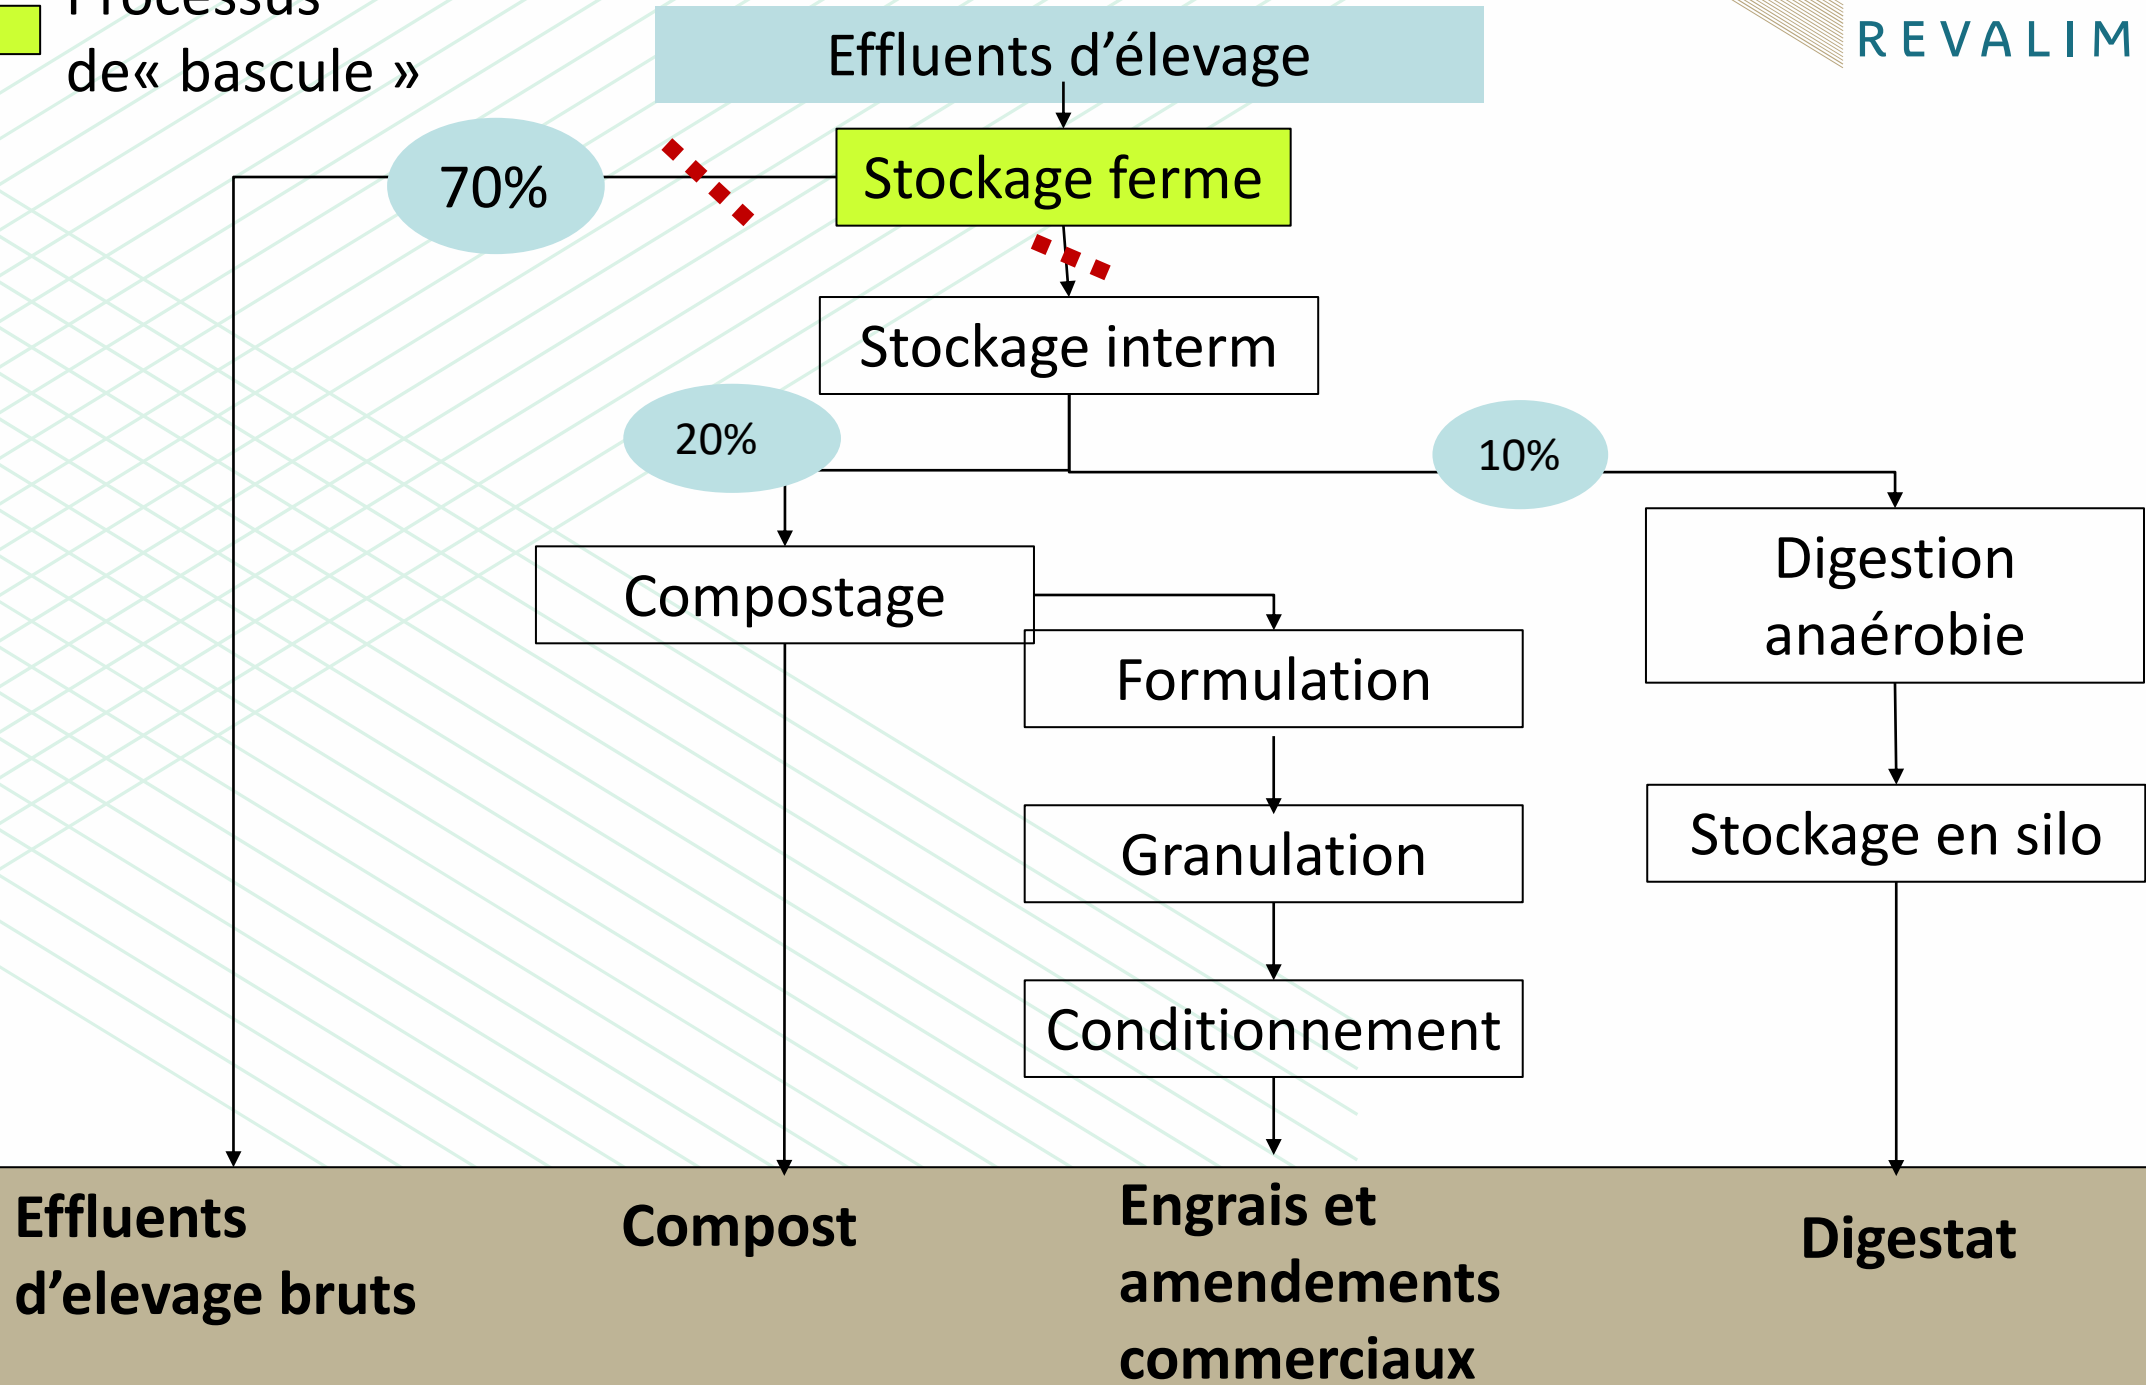 Processus
de« bascule »
REVALIM
Effluents d’élevage
70%
Stockage ferme
Stockage interm
20%
10%
Compostage
Digestion
anaérobie
Formulation
Granulation
Stockage en silo
Conditionnement
Effluents
d’elevage bruts
Compost
Engrais et
amendements
commerciaux
Digestat